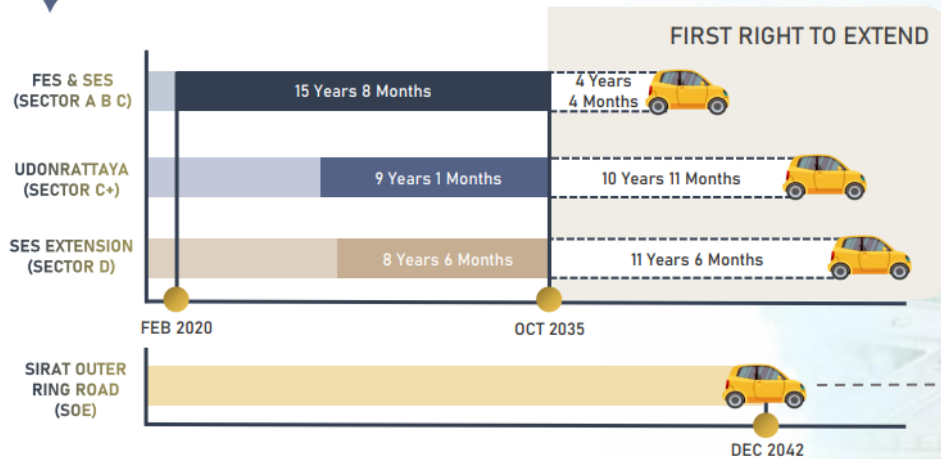 FIRST RIGHT TO EXTEND
FES & SES
(SECTOR A B C)
15 Years 8 Months
4 Years
4 Months
UDONRATTAYA
(SECTOR C+)
9 Years 1 Months
10 Years 11 Months
SES EXTENSION
(SECTOR D)
8 Years 6 Months
11 Years 6 Months
FEB 2020
OCT 2035
SIRAT OUTER
RING ROAD
(SOE)
DEC 2042